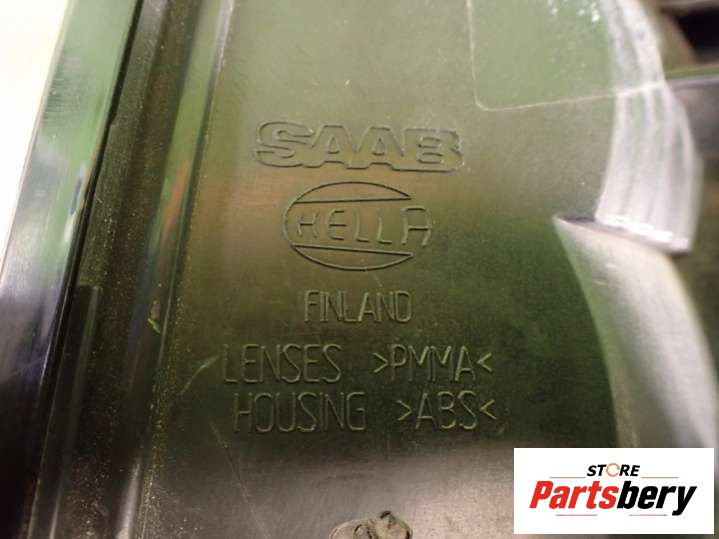 SAAB
HELLA
FINLAND
LENSES >PMMA<
HOUSING >ABS<
STORE
Partsbery